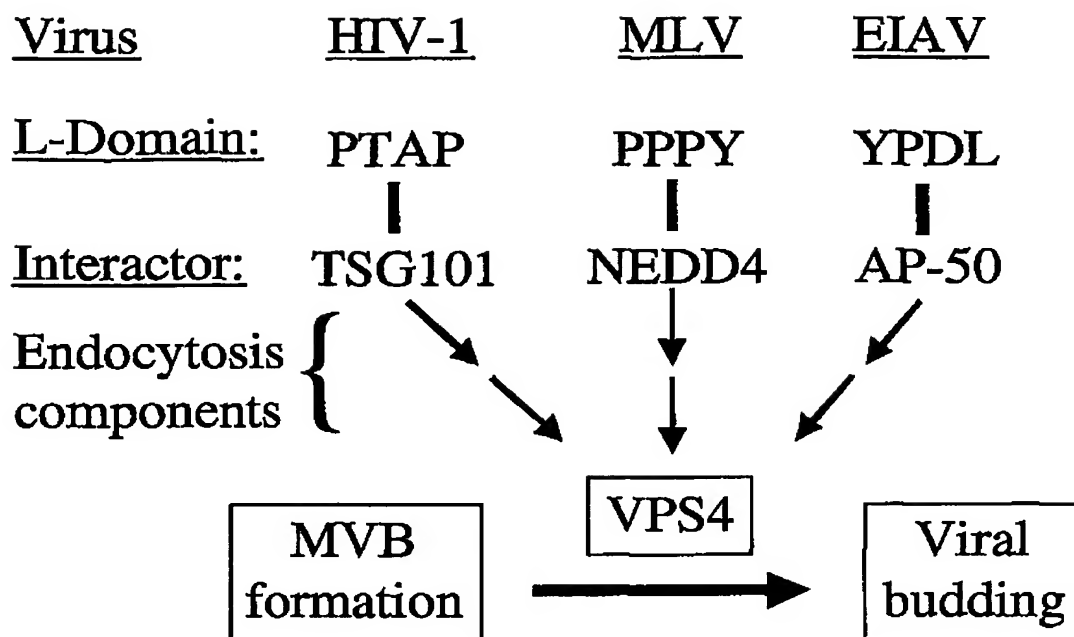 Virus HIV-1 MLV EIAV
L-Domain: PTAP PPPY YPDL
Interactor: TSG101 NEDD4 AP-50
Endocytosis
components
VPS4
MVB
formation
Viral
budding